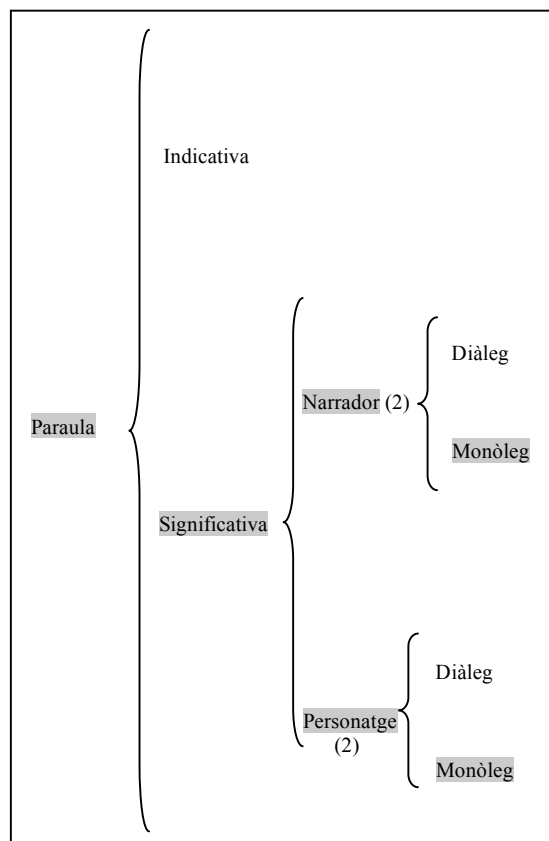 Indicativa
Diàleg
Narrador (2)
Paraula
Monòleg
Significativa
Diàleg
Personatge
(2)
Monòleg